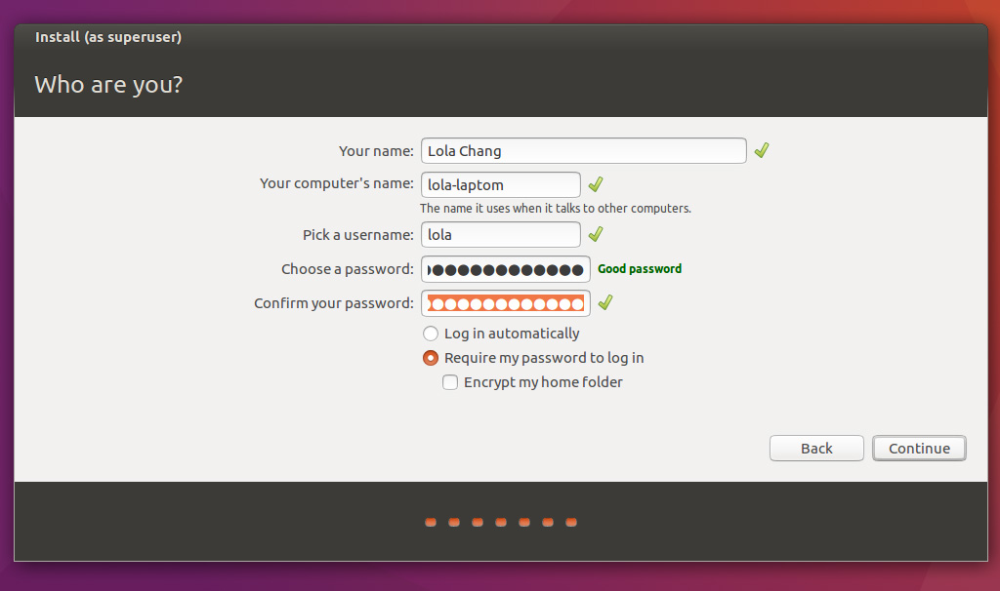 Install (as superuser)
Who are you?
Your name: Lola Chang
Your computer's name: lola-laptom
The name it uses when it talks to other computers.
Pick a username: lola
Choose a password: Good password
Confirm your password:
Log in automatically
Require my password to log in
Encrypt my home folder
Back Continue